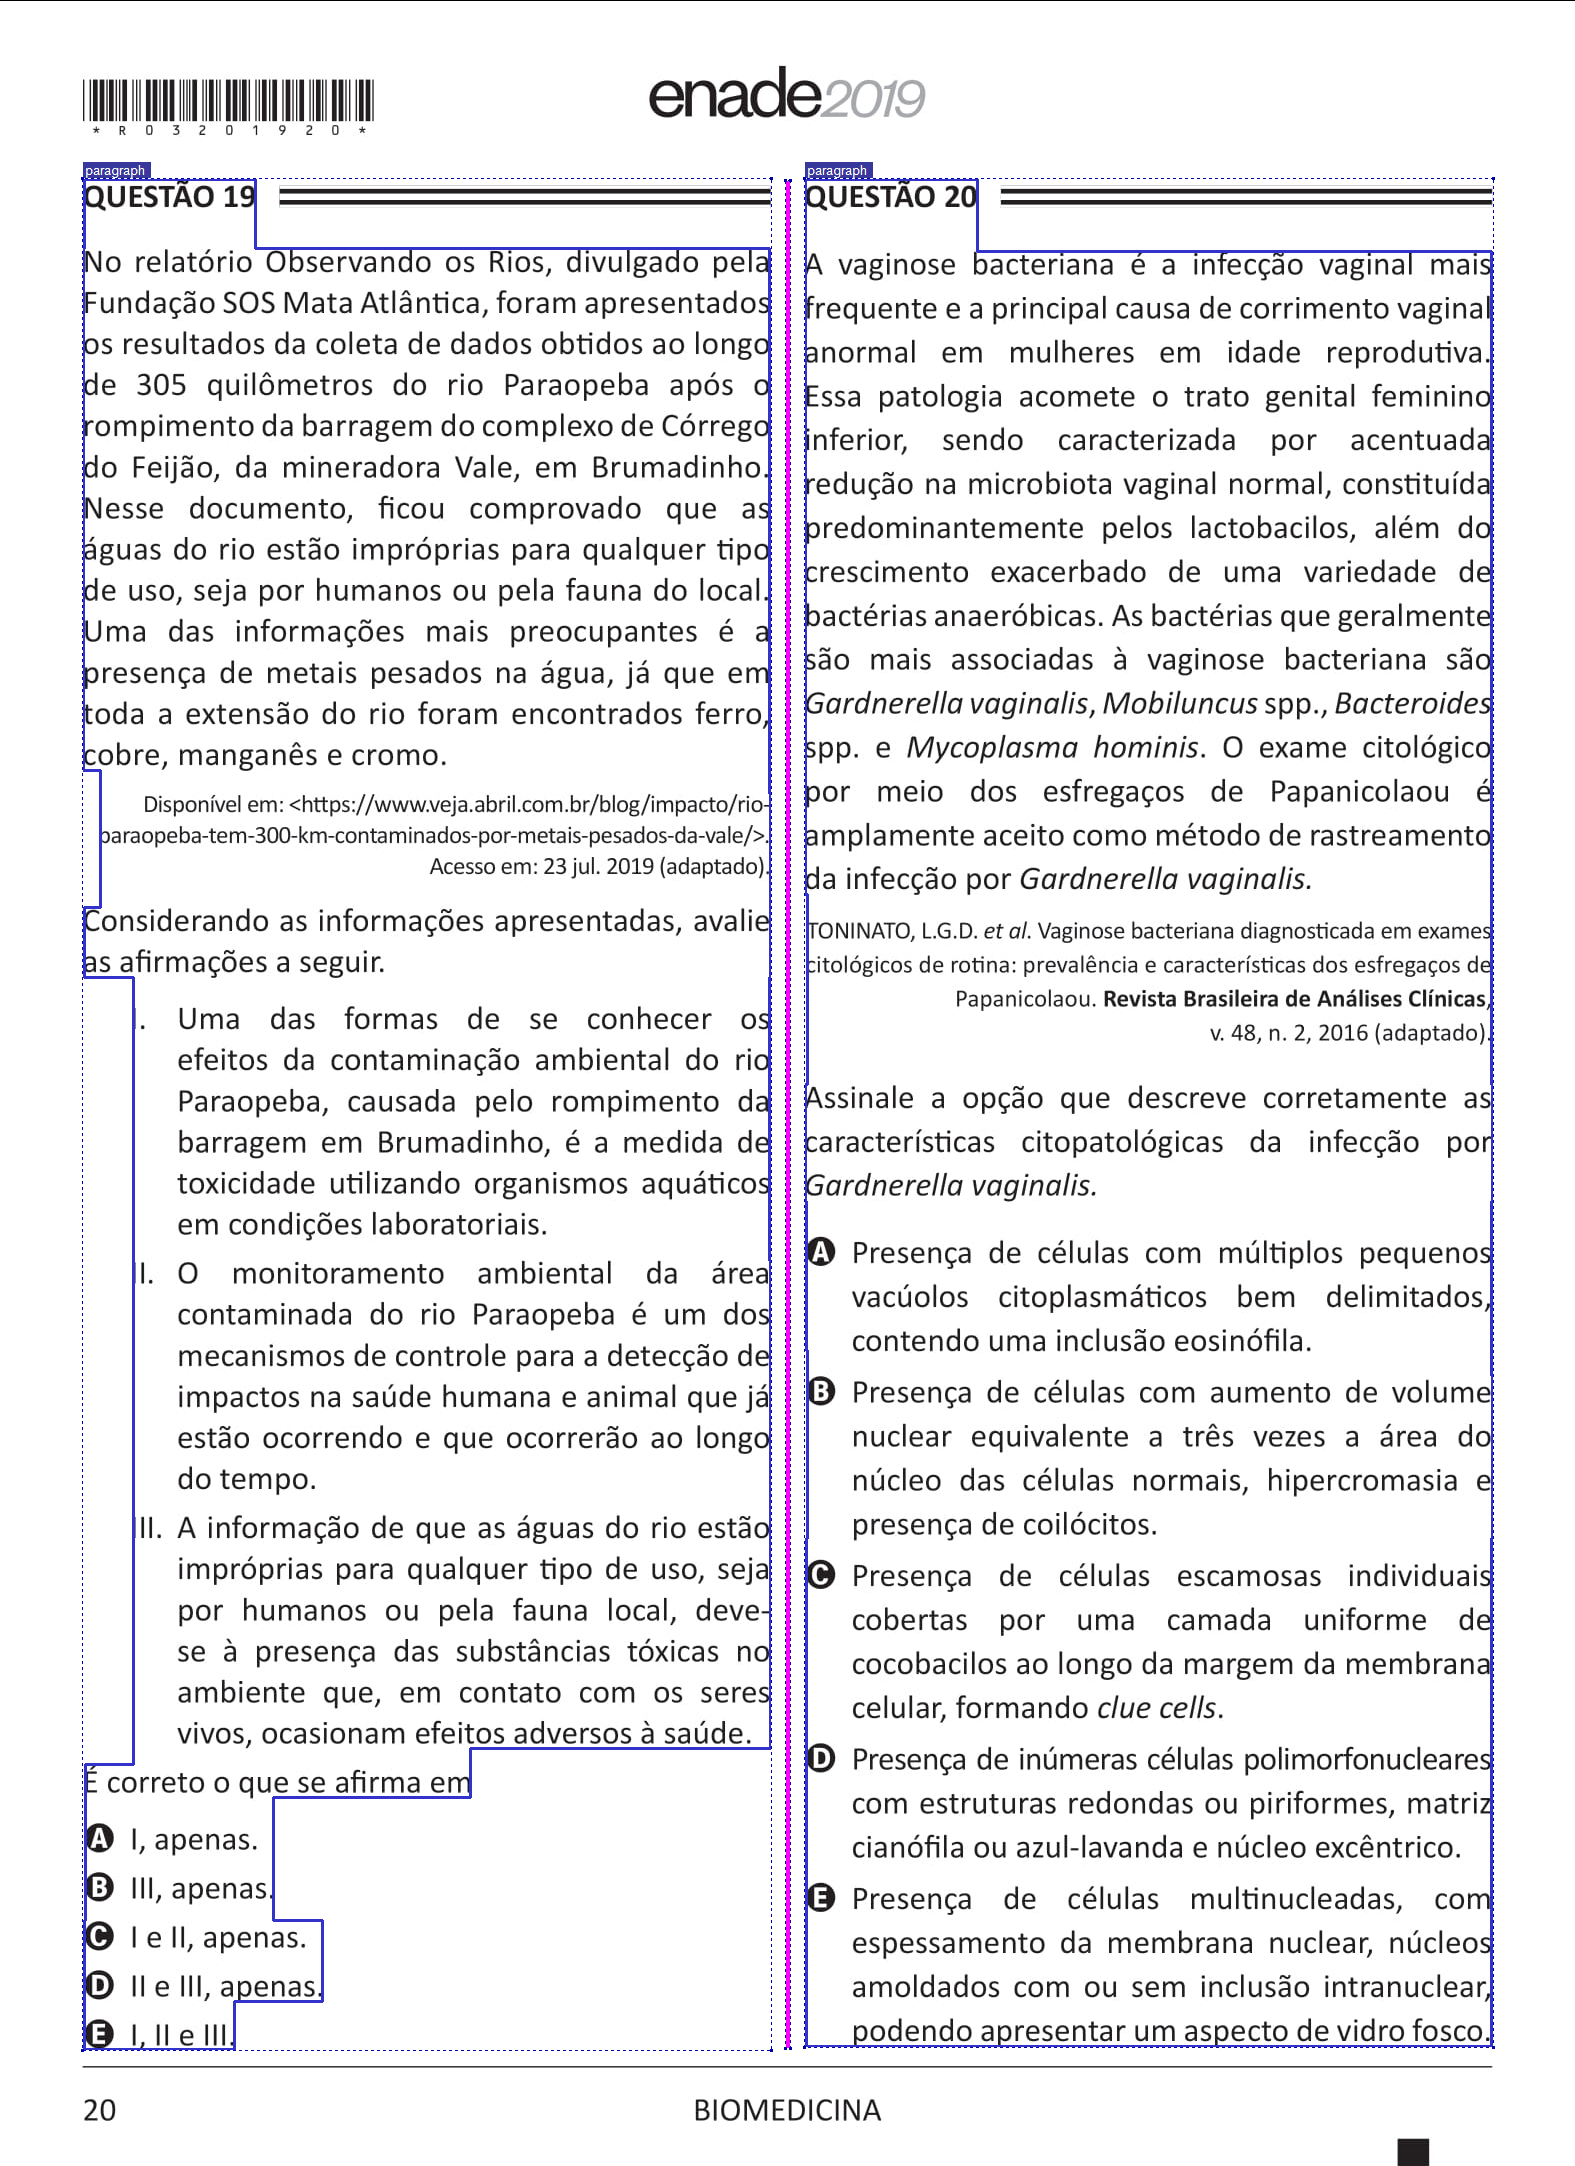 *R03201920*
enade2019
paragraph
QUESTÃO 19
No relatório Observando os Rios, divulgado pela
Fundação SOS Mata Atlântica, foram apresentados
os resultados da coleta de dados obtidos ao longo
de 305 quilômetros do rio Paraopeba após o
rompimento da barragem do complexo de Córrego
do Feijão, da mineradora Vale, em Brumadinho.
Nesse documento, ficou comprovado que as
águas do rio estão impróprias para qualquer tipo
de uso, seja por humanos ou pela fauna do local.
Uma das informações mais preocupantes é a
presença de metais pesados na água, já que em
toda a extensão do rio foram encontrados ferro,
cobre, manganês e cromo.
Disponível em: <https://www.veja.abril.com.br/blog/impacto/rio-
paraopeba-tem-300-km-contaminados-por-metais-pesados-da-vale/>.
Acesso em: 23 jul. 2019 (adaptado).
Considerando as informações apresentadas, avalie
as afirmações a seguir.
I. Uma das formas de se conhecer os
efeitos da contaminação ambiental do rio
Paraopeba, causada pelo rompimento da
barragem em Brumadinho, é a medida de
toxicidade utilizando organismos aquáticos
em condições laboratoriais.
II. O monitoramento ambiental da área
contaminada do rio Paraopeba é um dos
mecanismos de controle para a detecção de
impactos na saúde humana e animal que já
estão ocorrendo e que ocorrerão ao longo
do tempo.
III. A informação de que as águas do rio estão
impróprias para qualquer tipo de uso, seja
por humanos ou pela fauna local, deve-
se à presença das substâncias tóxicas no
ambiente que, em contato com os seres
vivos, ocasionam efeitos adversos à saúde.
É correto o que se afirma em
A I, apenas.
B III, apenas.
C I e II, apenas.
D II e III, apenas.
E I, II e III.
paragraph
QUESTÃO 20
A vaginose bacteriana é a infecção vaginal mais
frequente e a principal causa de corrimento vaginal
anormal em mulheres em idade reprodutiva.
Essa patologia acomete o trato genital feminino
inferior, sendo caracterizada por acentuada
redução na microbiota vaginal normal, constituída
predominantemente pelos lactobacilos, além do
crescimento exacerbado de uma variedade de
bactérias anaeróbicas. As bactérias que geralmente
são mais associadas à vaginose bacteriana são
Gardnerella vaginalis, Mobiluncus spp., Bacteroides
spp. e Mycoplasma hominis. O exame citológico
por meio dos esfregaços de Papanicolaou é
amplamente aceito como método de rastreamento
da infecção por Gardnerella vaginalis.
TONINATO, L.G.D. et al. Vaginose bacteriana diagnosticada em exames
citológicos de rotina: prevalência e características dos esfregaços de
Papanicolaou. Revista Brasileira de Análises Clínicas,
v. 48, n. 2, 2016 (adaptado).
Assinale a opção que descreve corretamente as
características citopatológicas da infecção por
Gardnerella vaginalis.
A Presença de células com múltiplos pequenos
vacúolos citoplasmáticos bem delimitados,
contendo uma inclusão eosinófila.
B Presença de células com aumento de volume
nuclear equivalente a três vezes a área do
núcleo das células normais, hipercromasia e
presença de coilócitos.
C Presença de células escamosas individuais
cobertas por uma camada uniforme de
cocobacilos ao longo da margem da membrana
celular, formando clue cells.
D Presença de inúmeras células polimorfonucleares
com estruturas redondas ou piriformes, matriz
cianófila ou azul-lavanda e núcleo excêntrico.
E Presença de células multinucleadas, com
espessamento da membrana nuclear, núcleos
amoldados com ou sem inclusão intranuclear,
podendo apresentar um aspecto de vidro fosco.
20
BIOMEDICINA